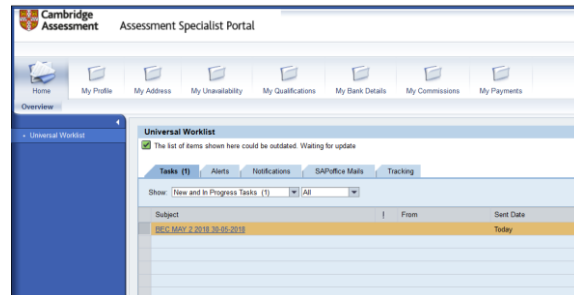 Cambridge
Assessment
Assessment Specialist Portal
Home
My Profile
My Address
My Unavailability
My Qualifications
My Bank Details
My Commissions
My Payments
Overview
Universal Worklist
Universal Worklist
The list of items shown here could be outdated. Waiting for update
Tasks (1)
Alerts
Notifications
SAPoffice Mails
Tracking
Show: New and In Progress Tasks (1) All
Subject ! From Sent Date
BEC MAY 2 2018 30-05-2018 Today